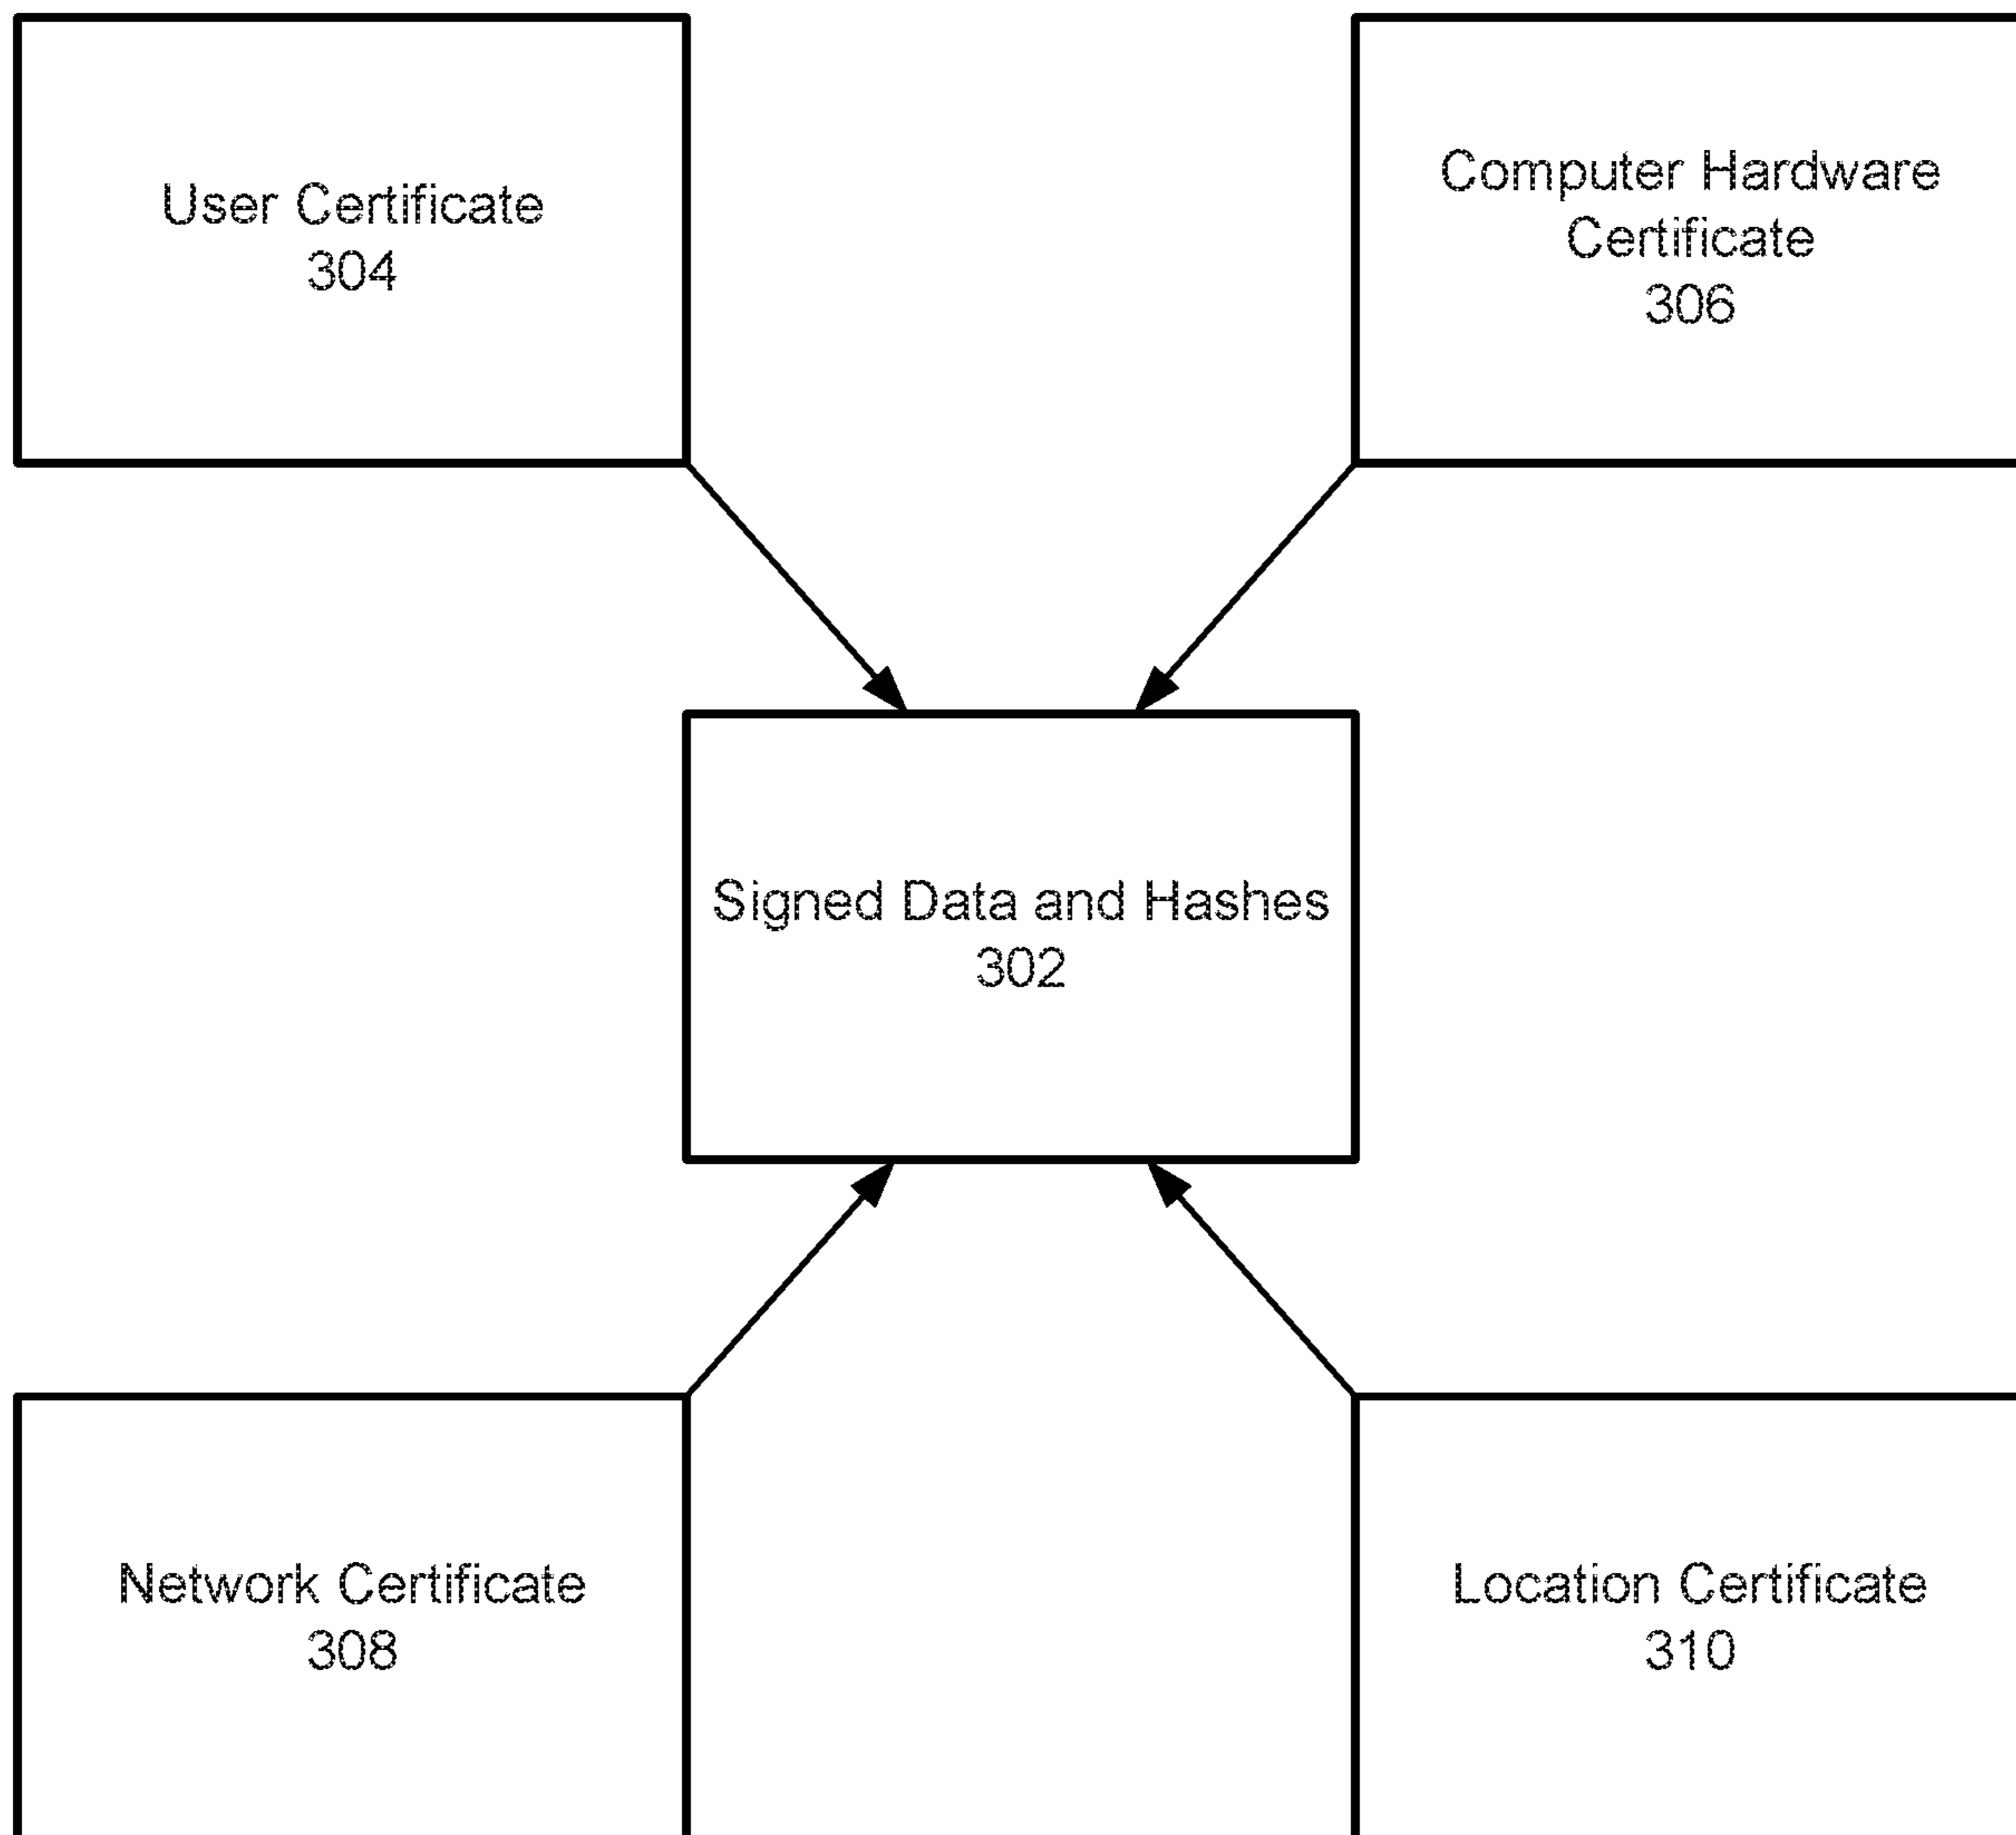 User Certificate
304
Computer Hardware
Certificate
306
Signed Data and Hashes
302
Network Certificate
308
Location Certificate
310